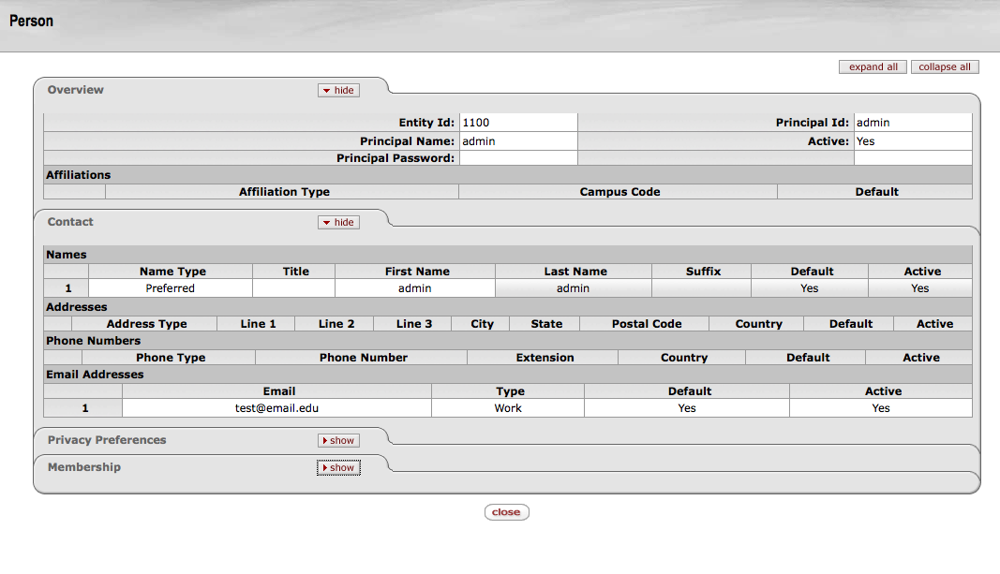 Person
expand all collapse all
Overview hide
Entity Id: 1100 Principal Id: admin
Principal Name: admin Active: Yes
Principal Password:
Affiliations
Affiliation Type Campus Code Default
Contact hide
Names
Name Type Title First Name Last Name Suffix Default Active
1 Preferred admin admin Yes Yes
Addresses
Address Type Line 1 Line 2 Line 3 City State Postal Code Country Default Active
Phone Numbers
Phone Type Phone Number Extension Country Default Active
Email Addresses
Email Type Default Active
1 test@email.edu Work Yes Yes
Privacy Preferences show
Membership show
close